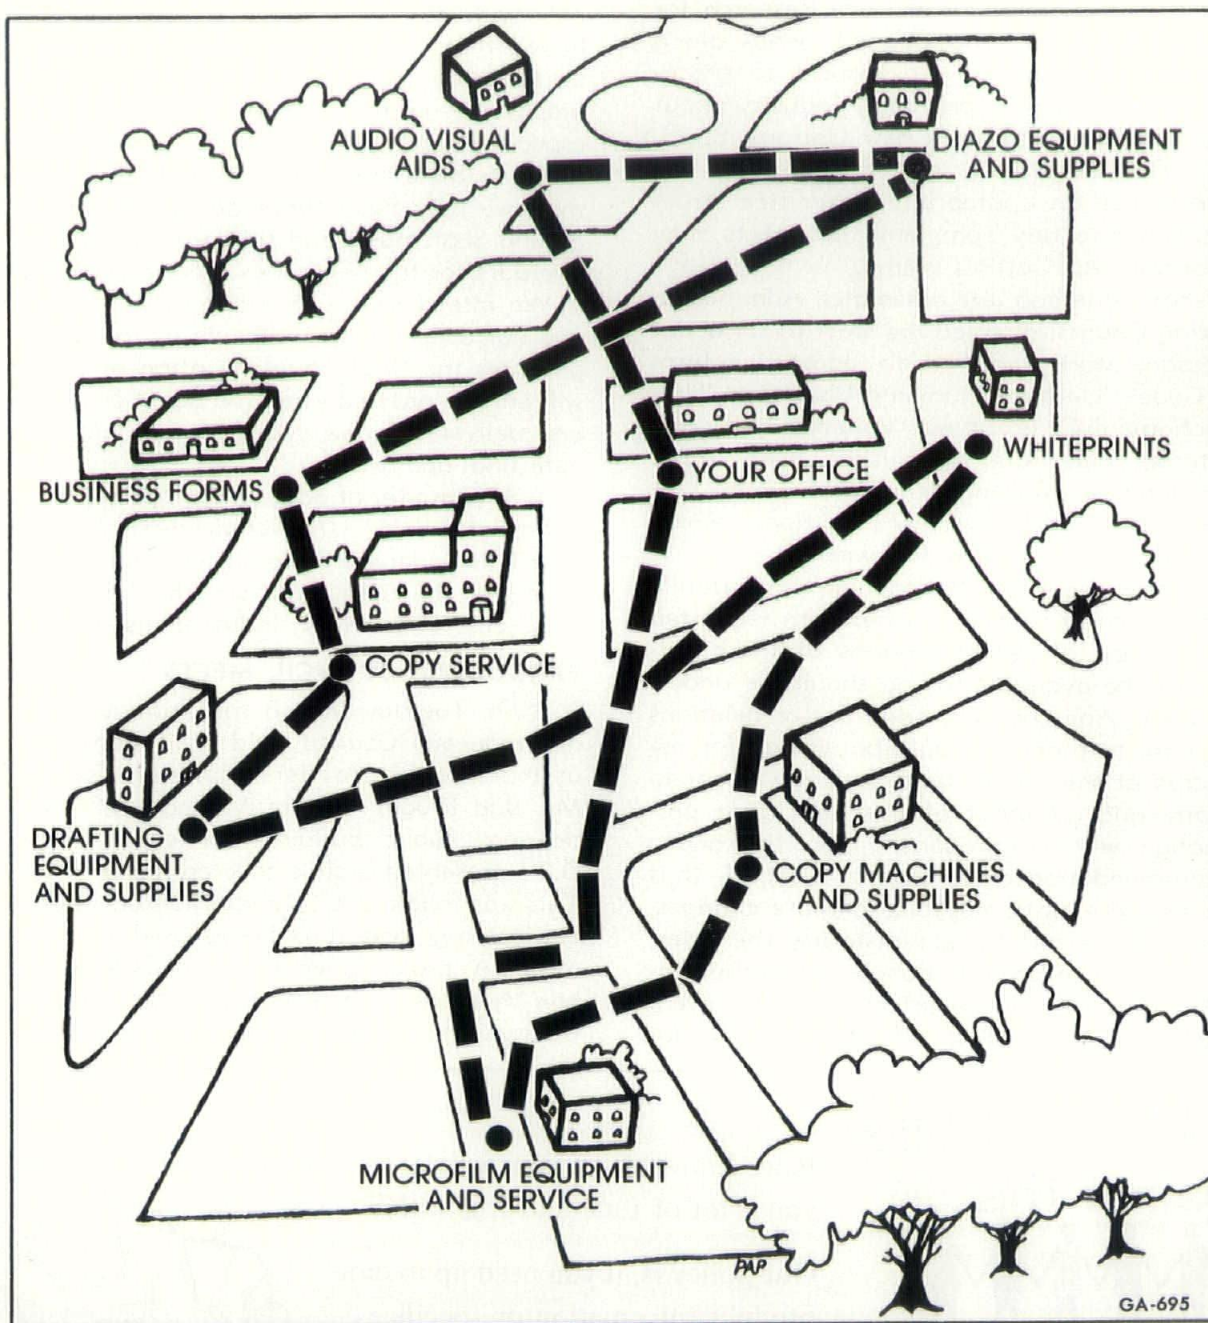 AUDIO VISUAL
AIDS
DIAZO EQUIPMENT
AND SUPPLIES
WHITEPRINTS
YOUR OFFICE
BUSINESS FORMS
COPY SERVICE
DRAFTING
EQUIPMENT
AND SUPPLIES
COPY MACHINES
AND SUPPLIES
MICROFILM EQUIPMENT
AND SERVICE
PAP
GA-695